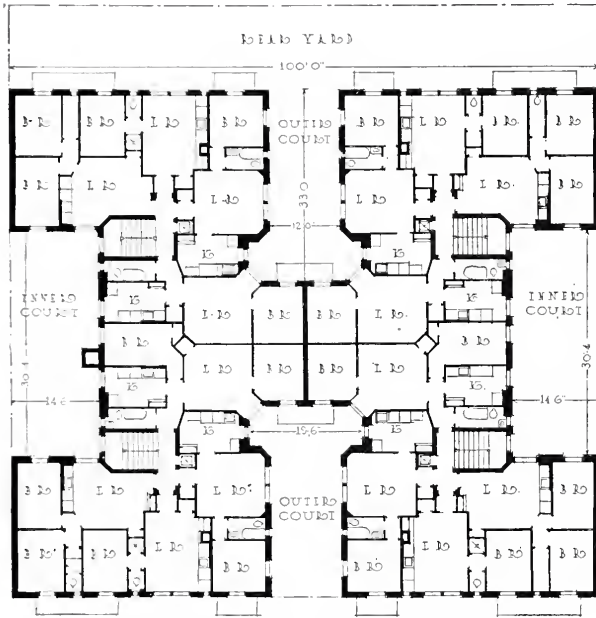 REAR YARD
100'0"
B R
B R
L R
B R
OUTER
COURT
B R
L R
B R
B R
B R
L R
L R
33 0
L R
L R
B R
12 0
K
K
INNER
COURT
K
L R
B R
B R
L R
K
INNER
COURT
B R
L R
B R
B R
L R
B R
30-4
K
K
30-4
14 6"
14 6"
K
19'6"
K
B R
L R
L R
OUTER
COURT
L R
L R
B R
B R
B R
L R
B R
B R
L R
B R
B R